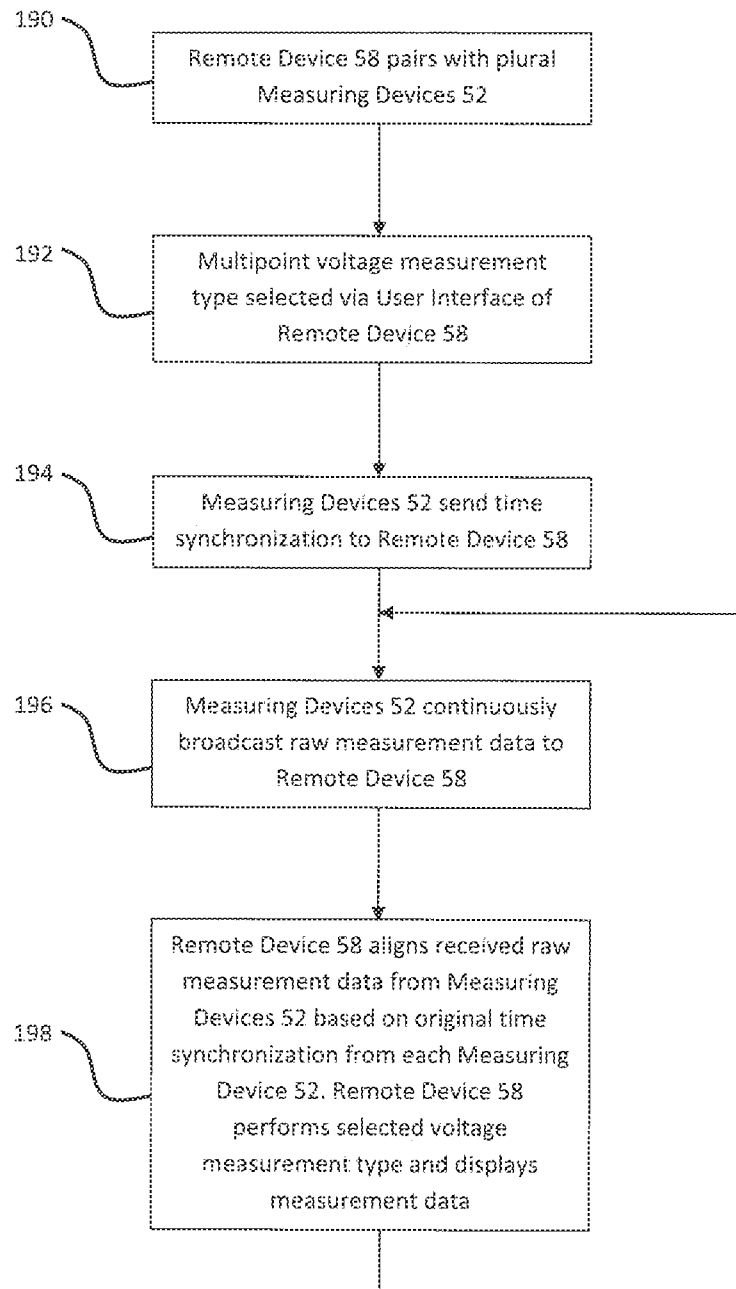 190
Remote Device 58 pairs with plural
Measuring Devices 52
192
Multipoint voltage measurement
type selected via User Interface of
Remote Device 58
194
Measuring Devices 52 send time
synchronization to Remote Device 58
196
Measuring Devices 52 continuously
broadcast raw measurement data to
Remote Device 58
198
Remote Device 58 aligns received raw
measurement data from Measuring
Devices 52 based on original time
synchronization from each Measuring
Device 52. Remote Device 58
performs selected voltage
measurement type and displays
measurement data